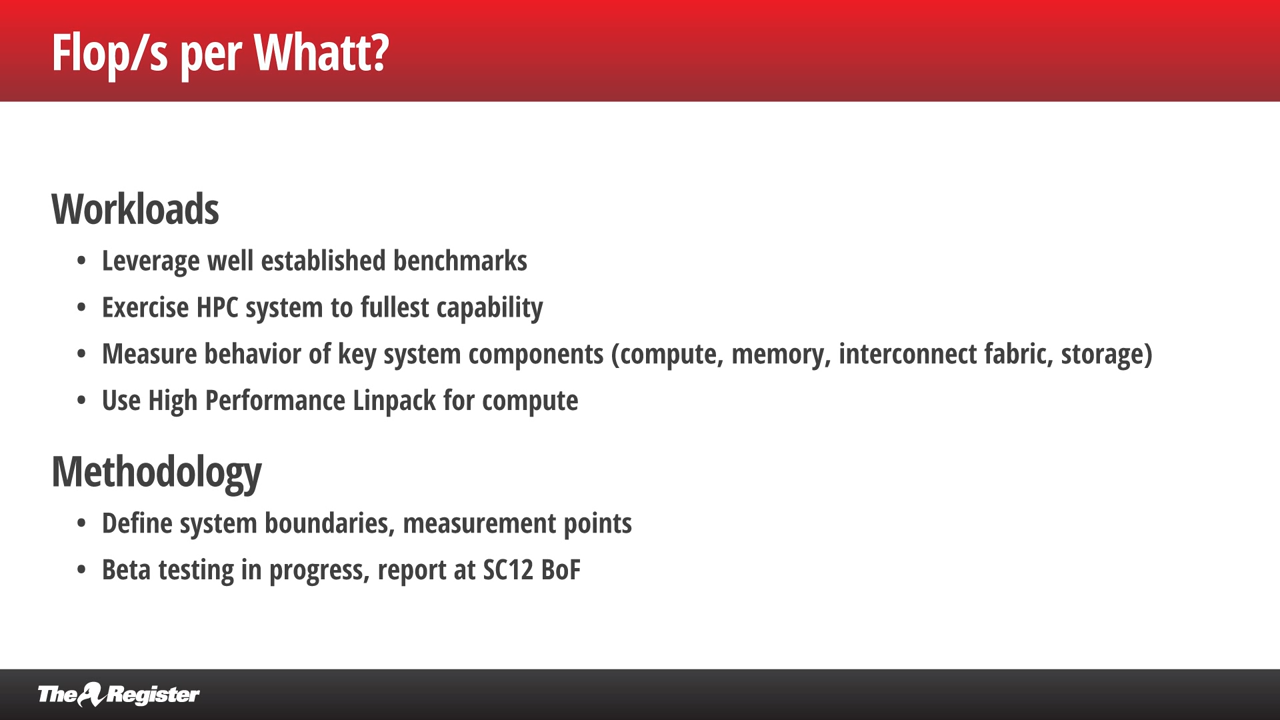 Flop/s per Whatt?
Workloads
• Leverage well established benchmarks
• Exercise HPC system to fullest capability
• Measure behavior of key system components (compute, memory, interconnect fabric, storage)
• Use High Performance Linpack for compute
Methodology
• Define system boundaries, measurement points
• Beta testing in progress, report at SC12 BoF
The Register